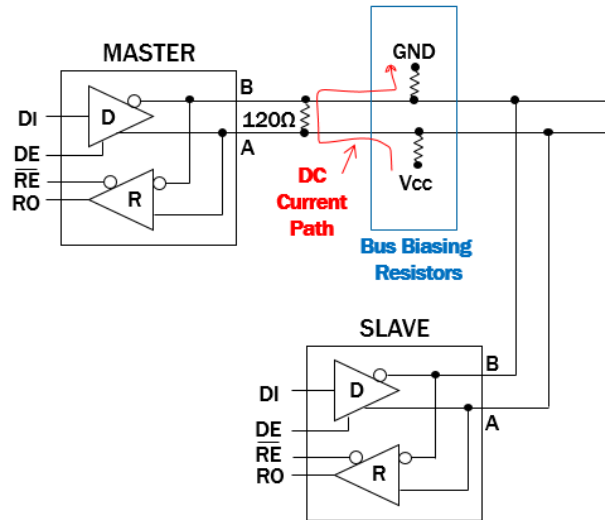 MASTER
DI
DE
RE
RO
D
R
B
120Ω
A
GND
Vcc
DC
Current
Path
Bus Biasing
Resistors
SLAVE
DI
DE
RE
RO
D
R
B
A